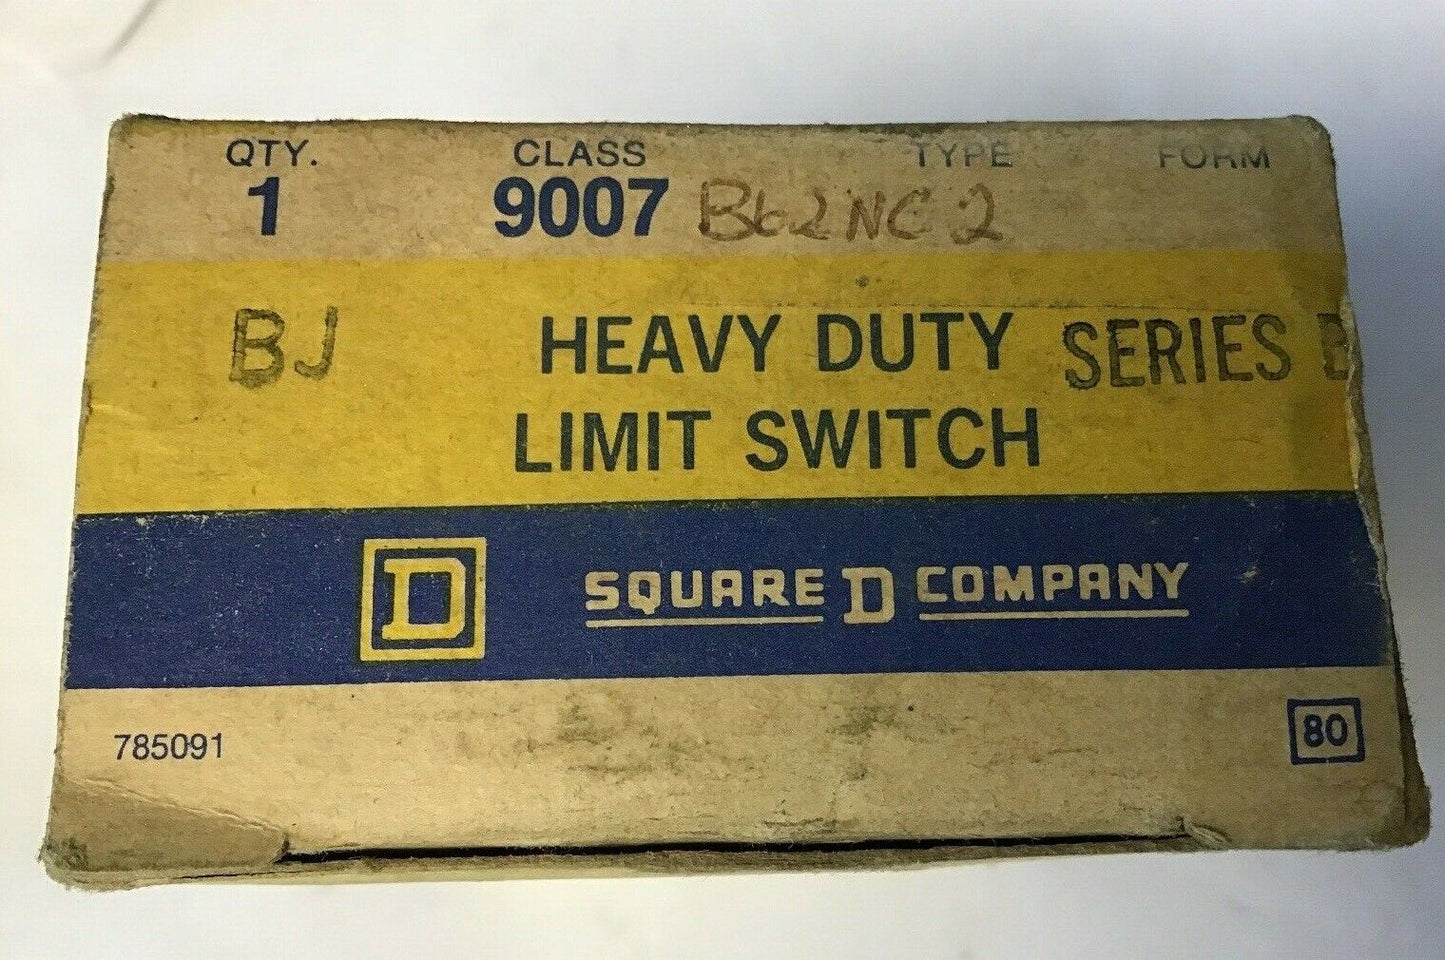 QTY. CLASS TYPE FORM
1 9007 B62NC2
BJ HEAVY DUTY SERIES B
LIMIT SWITCH
D SQUARE D COMPANY
785091 80